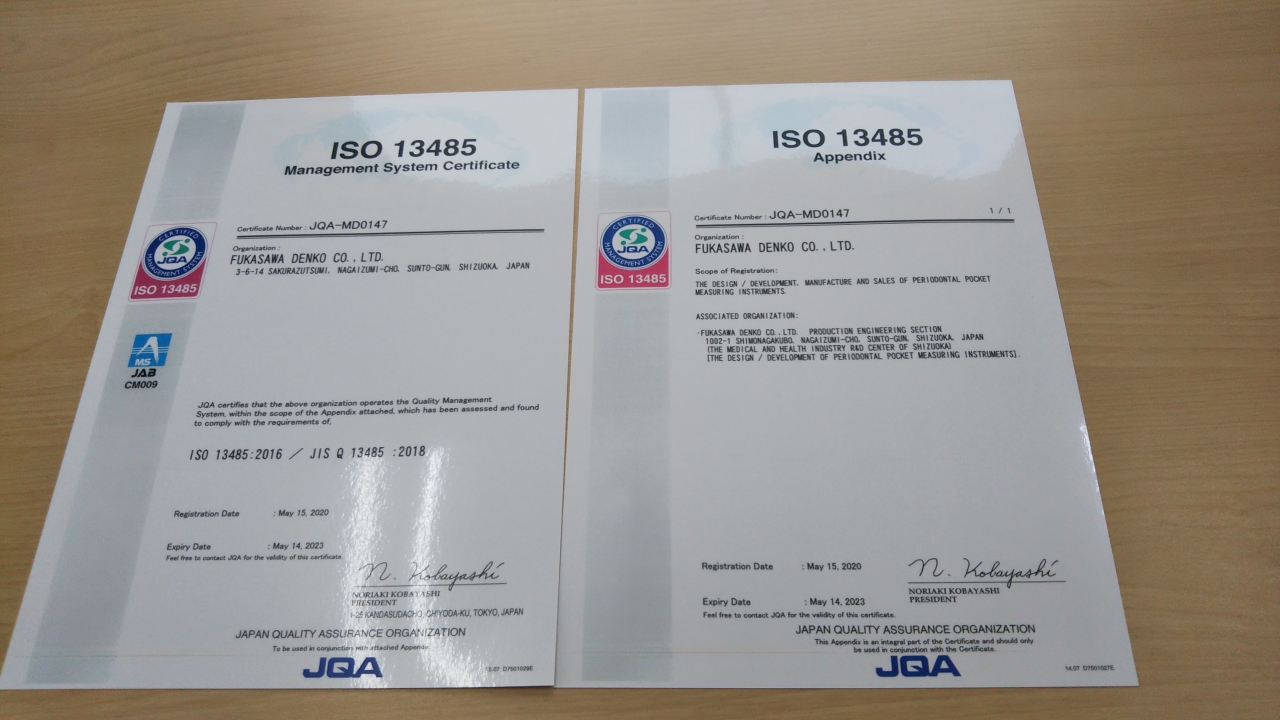 ISO 13485
Management System Certificate
Certificate Number : JQA-MD0147
Organization :
FUKASAWA DENKO CO., LTD.
3-6-14 SAKURAZUTSUMI, NAGAIZUMI-CHO, SUNTO-GUN, SHIZUOKA, JAPAN
CERTIFIED
JQA
MANAGEMENT SYSTEM
ISO 13485
MS
JAB
CM009
JQA certifies that the above organization operates the Quality Management
System, within the scope of the Appendix attached, which has been assessed and found
to comply with the requirements of,
ISO 13485:2016 / JIS Q 13485 :2018
Registration Date : May 15, 2020
Expiry Date : May 14, 2023
Feel free to contact JQA for the validity of this certificate.
N. Kobayashi
NORIAKI KOBAYASHI
PRESIDENT
1-25 KANDASUDACHO, CHIYODA-KU, TOKYO, JAPAN
JAPAN QUALITY ASSURANCE ORGANIZATION
To be used in conjunction with attached Appendix
JQA
D7501029E
ISO 13485
Appendix
Certificate Number : JQA-MD0147 1 / 1
Organization :
FUKASAWA DENKO CO., LTD.
CERTIFIED
JQA
MANAGEMENT SYSTEM
ISO 13485
Scope of Registration:
THE DESIGN / DEVELOPMENT, MANUFACTURE AND SALES OF PERIODONTAL POCKET
MEASURING INSTRUMENTS
ASSOCIATED ORGANIZATION:
･FUKASAWA DENKO CO., LTD. PRODUCTION ENGINEERING SECTION
1002-1 SHIMONAGAKUBO, NAGAIZUMI-CHO, SUNTO-GUN, SHIZUOKA, JAPAN
(THE MEDICAL AND HEALTH INDUSTRY R&D CENTER OF SHIZUOKA)
[THE DESIGN / DEVELOPMENT OF PERIODONTAL POCKET MEASURING INSTRUMENTS].
Registration Date : May 15, 2020
Expiry Date : May 14, 2023
Feel free to contact JQA for the validity of this certificate.
N. Kobayashi
NORIAKI KOBAYASHI
PRESIDENT
JAPAN QUALITY ASSURANCE ORGANIZATION
This Appendix is an integral part of the Certificate and should only
be used in conjunction with the Certificate.
JQA
14.07 D7501027E